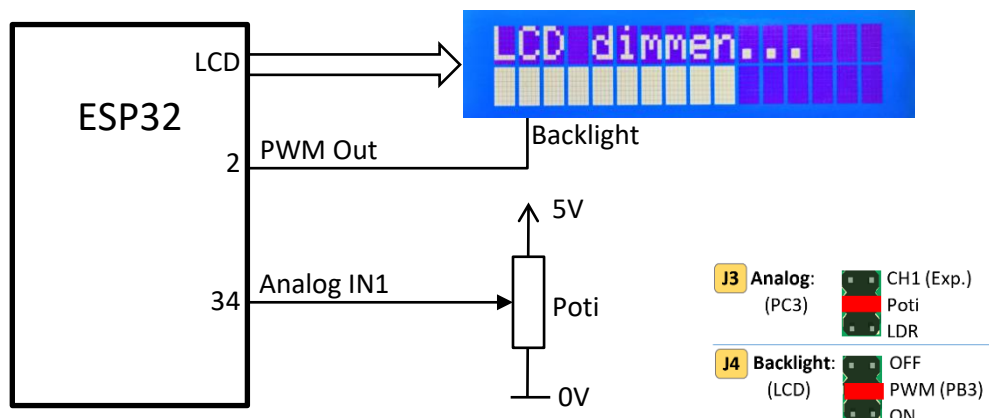 LCD
LCD dimmen...
ESP32
Backlight
2
PWM Out
5V
34
Analog IN1
Poti
0V
J3 Analog:
(PC3)
CH1 (Exp.)
Poti
LDR
J4 Backlight:
(LCD)
OFF
PWM (PB3)
ON